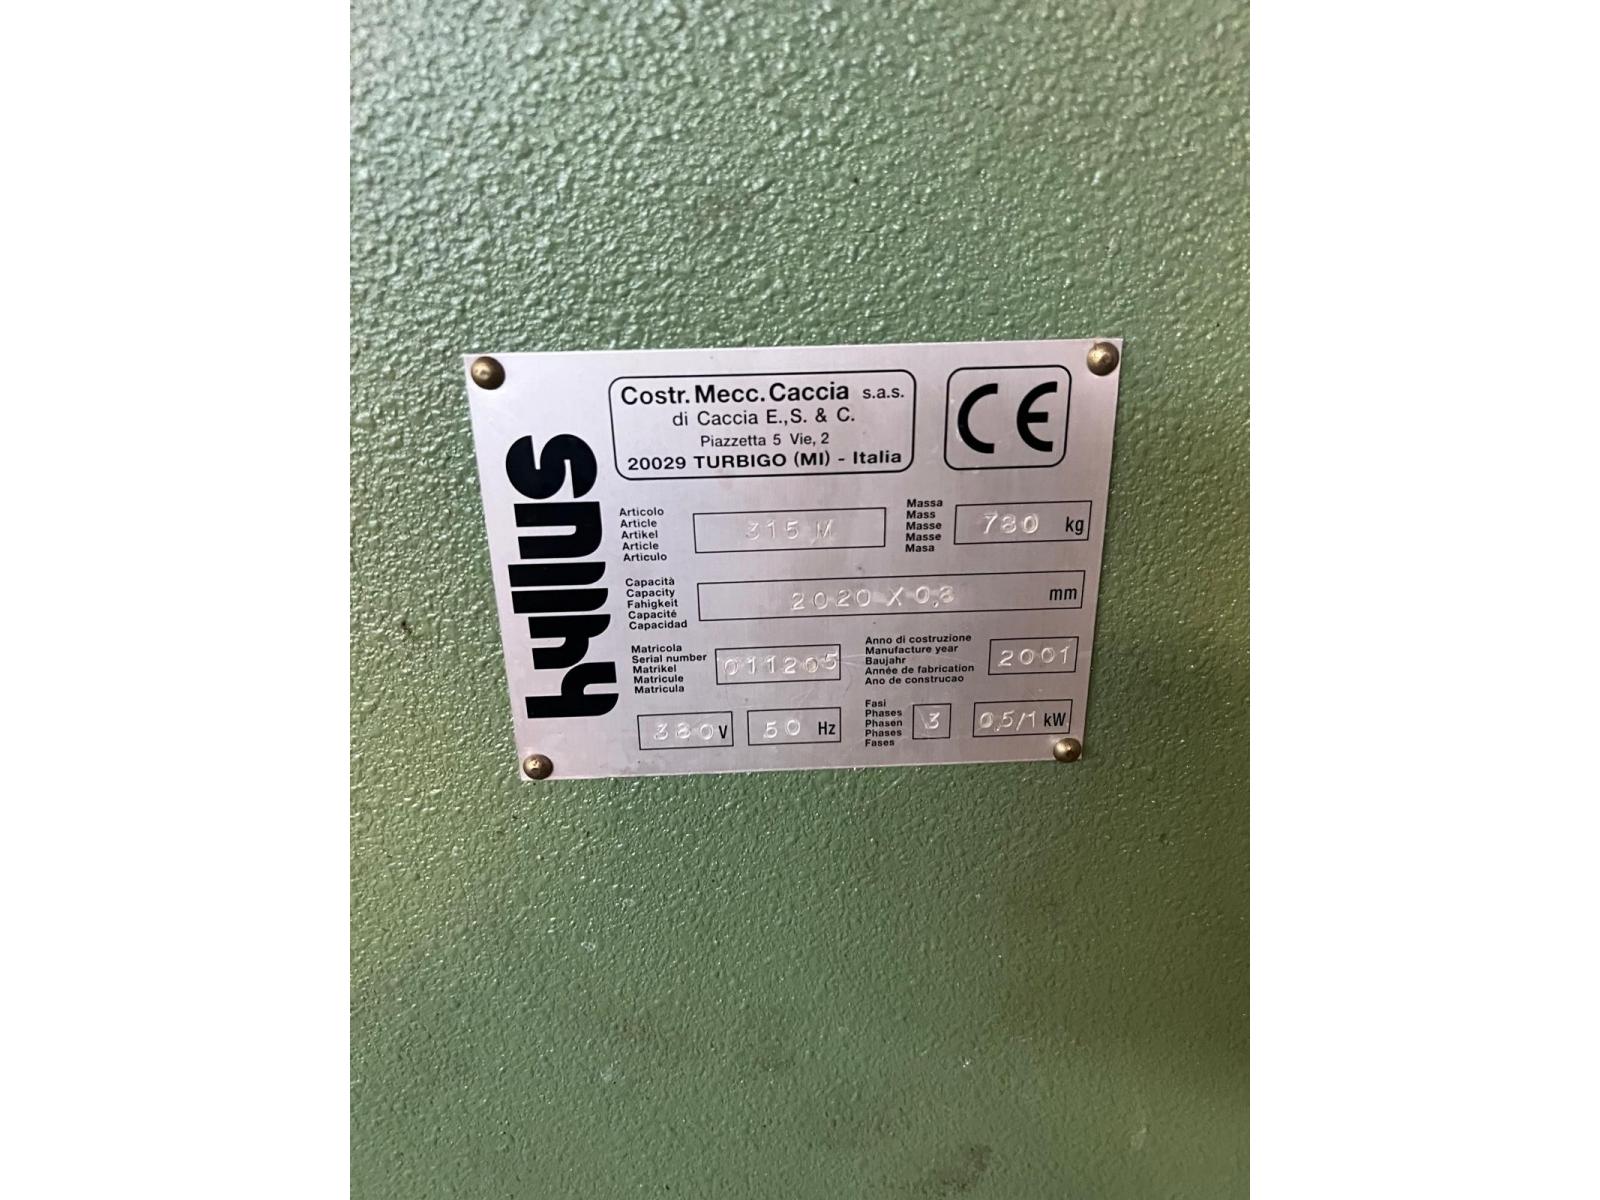 hyllus
Costr. Mecc. Caccia s.a.s.
di Caccia E.,S. & C.
Piazzetta 5 Vie, 2
20029 TURBIGO (MI) - Italia
CE
Articolo
Article
Artikel
Article
Articulo
315 M
Massa
Mass
Masse
Masse
Masa
780 kg
Capacità
Capacity
Fahigkeit
Capacité
Capacidad
2020 X 0,8 mm
Matricola
Serial number
Matrikel
Matricule
Matricula
011205
Anno di costruzione
Manufacture year
Baujahr
Année de fabrication
Ano de construcao
2001
380 V
50 Hz
Fasi
Phases
Phasen
Phases
Fases
3
0,5/1 kW